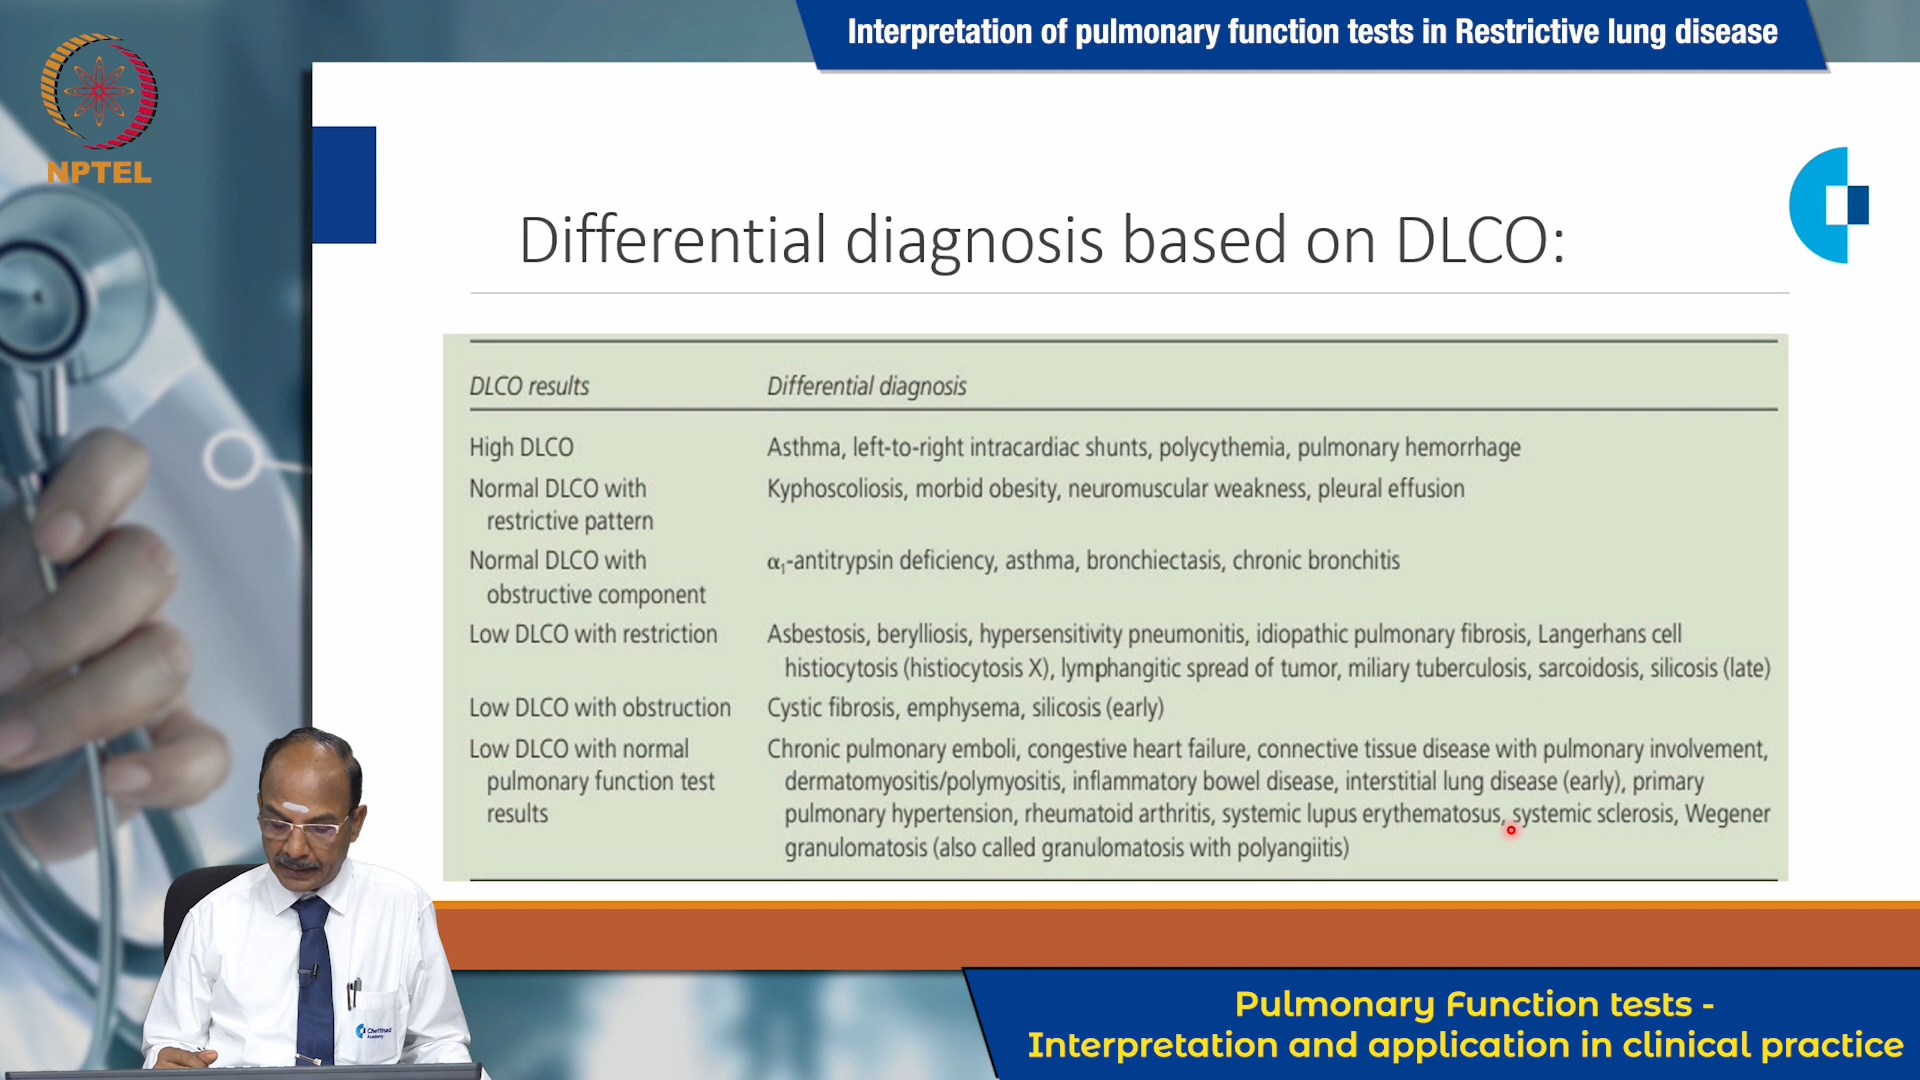 Interpretation of pulmonary function tests in Restrictive lung disease
NPTEL
Differential diagnosis based on DLCO:
DLCO results Differential diagnosis
High DLCO Asthma, left-to-right intracardiac shunts, polycythemia, pulmonary hemorrhage
Normal DLCO with Kyphoscoliosis, morbid obesity, neuromuscular weakness, pleural effusion
restrictive pattern
Normal DLCO with α₁-antitrypsin deficiency, asthma, bronchiectasis, chronic bronchitis
obstructive component
Low DLCO with restriction Asbestosis, berylliosis, hypersensitivity pneumonitis, idiopathic pulmonary fibrosis, Langerhans cell
histiocytosis (histiocytosis X), lymphangitic spread of tumor, miliary tuberculosis, sarcoidosis, silicosis (late)
Low DLCO with obstruction Cystic fibrosis, emphysema, silicosis (early)
Low DLCO with normal Chronic pulmonary emboli, congestive heart failure, connective tissue disease with pulmonary involvement,
pulmonary function test dermatomyositis/polymyositis, inflammatory bowel disease, interstitial lung disease (early), primary
results pulmonary hypertension, rheumatoid arthritis, systemic lupus erythematosus, systemic sclerosis, Wegener
granulomatosis (also called granulomatosis with polyangiitis)
Chettinad
Academy
Pulmonary Function tests -
Interpretation and application in clinical practice